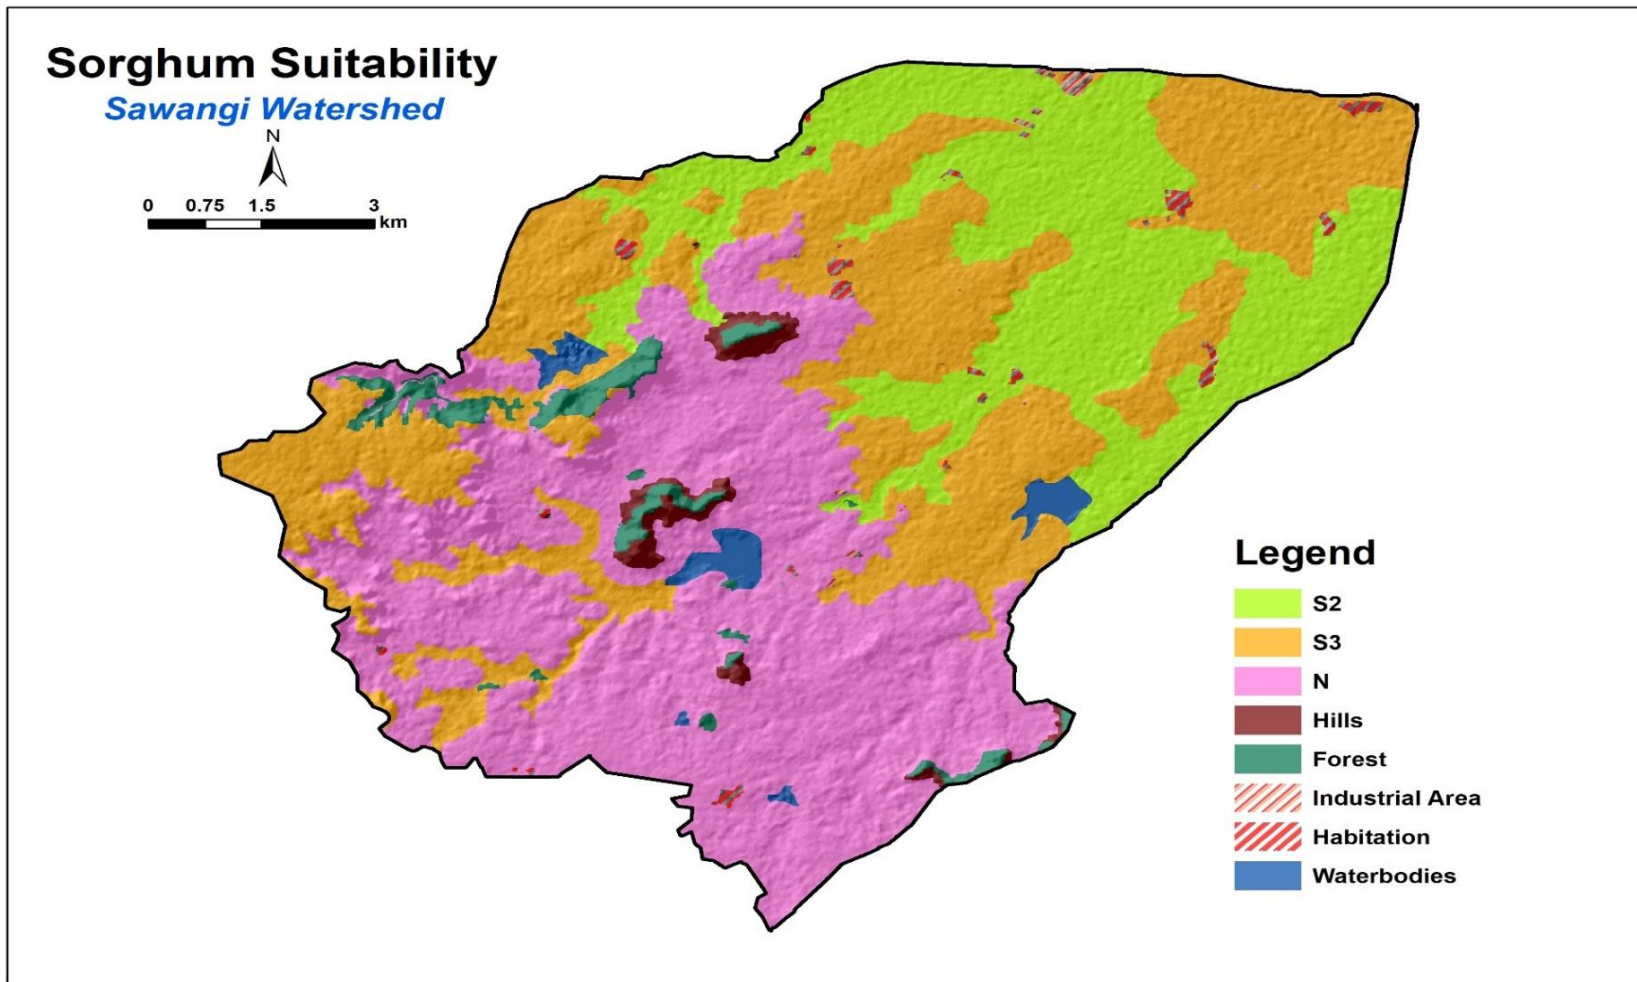 Sorghum Suitability
Sawangi Watershed
N
0 0.75 1.5 3
km
Legend
S2
S3
N
Hills
Forest
Industrial Area
Habitation
Waterbodies